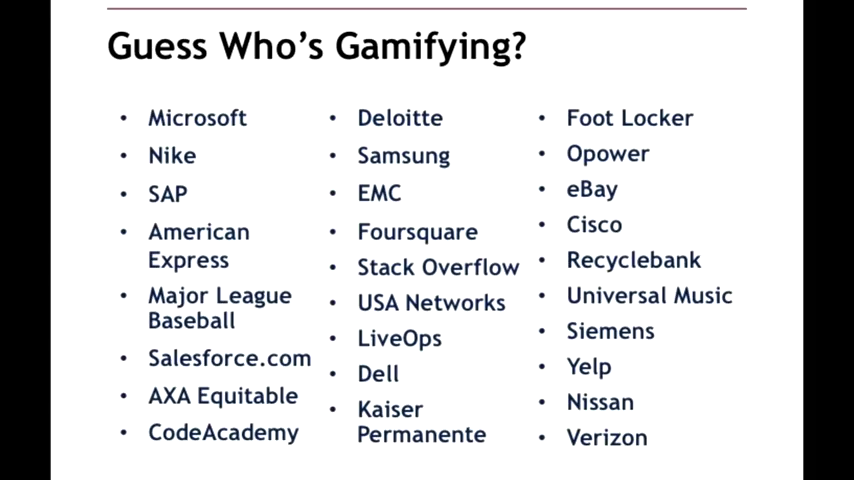 Guess Who's Gamifying?
• Microsoft
• Nike
• SAP
• American
Express
• Major League
Baseball
• Salesforce.com
• AXA Equitable
• CodeAcademy
• Deloitte
• Samsung
• EMC
• Foursquare
• Stack Overflow
• USA Networks
• LiveOps
• Dell
• Kaiser
Permanente
• Foot Locker
• Opower
• eBay
• Cisco
• Recyclebank
• Universal Music
• Siemens
• Yelp
• Nissan
• Verizon